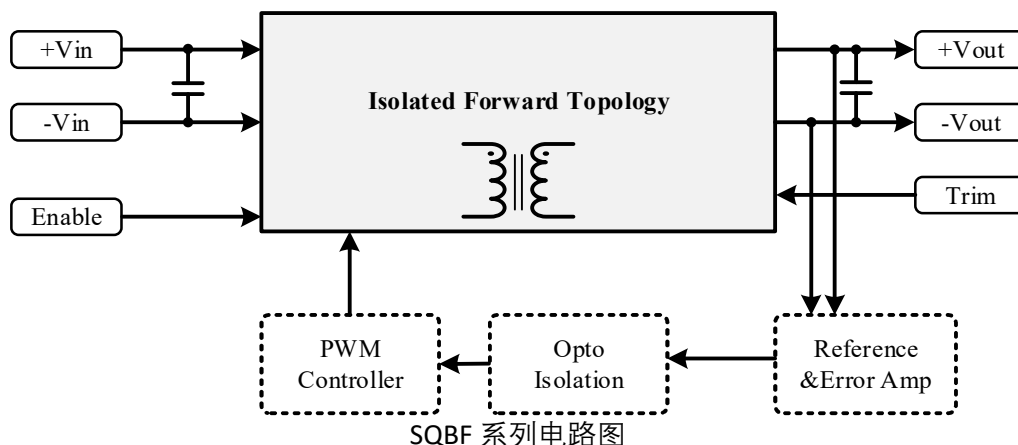 +Vin
+Vout
Isolated Forward Topology
-Vin
-Vout
Enable
Trim
PWM
Controller
Opto
Isolation
Reference
&Error Amp
SQBF 系列电路图